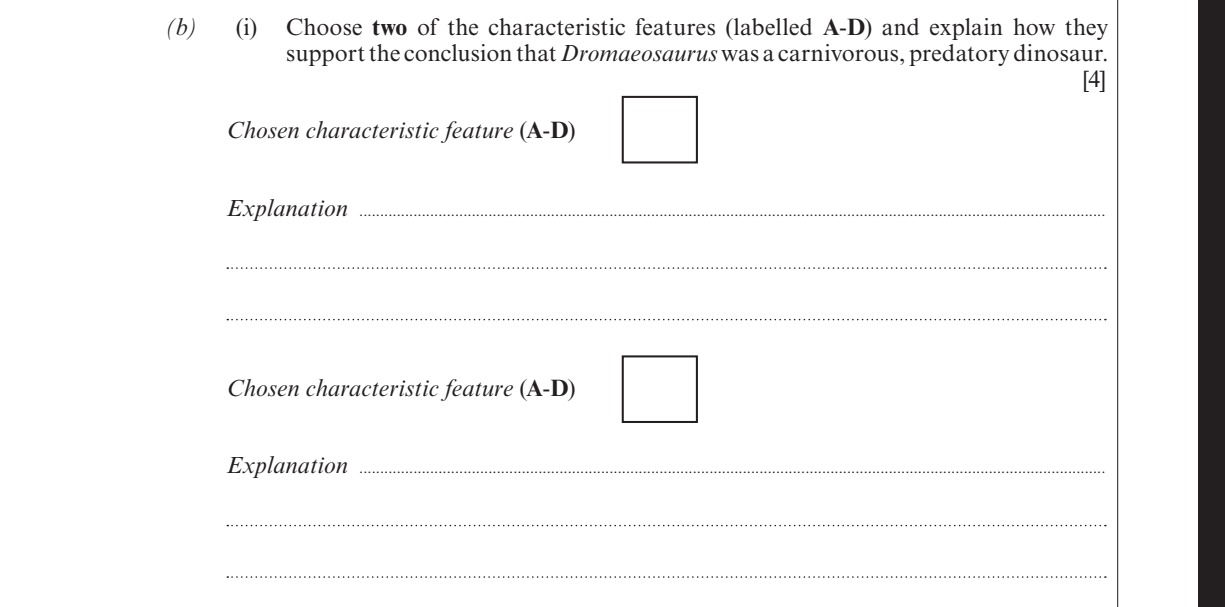 (b) (i) Choose two of the characteristic features (labelled A-D) and explain how they
support the conclusion that Dromaeosaurus was a carnivorous, predatory dinosaur.
[4]
Chosen characteristic feature (A-D)
Explanation
Chosen characteristic feature (A-D)
Explanation